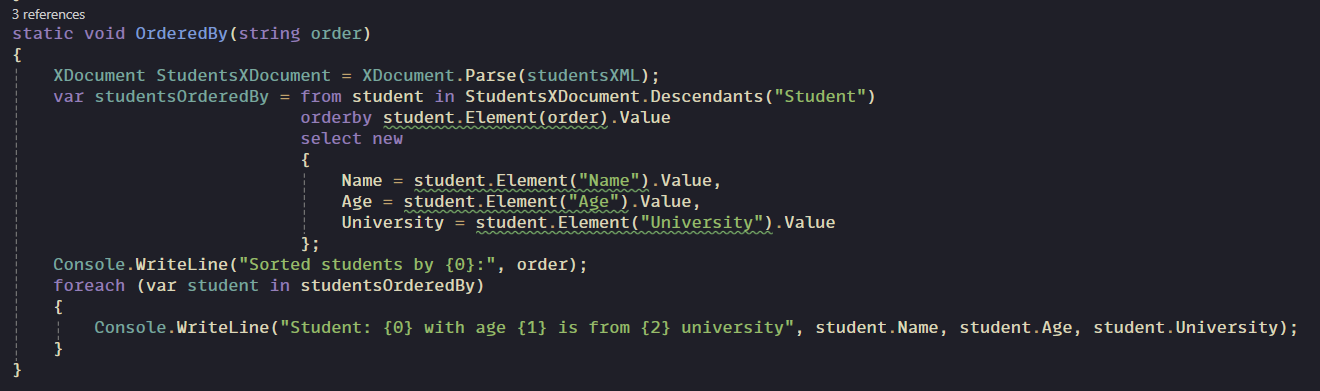 3 references
static void OrderedBy(string order)
{
XDocument StudentsXDocument = XDocument.Parse(studentsXML);
var studentsOrderedBy = from student in StudentsXDocument.Descendants("Student")
orderby student.Element(order).Value
select new
{
Name = student.Element("Name").Value,
Age = student.Element("Age").Value,
University = student.Element("University").Value
};
Console.WriteLine("Sorted students by {0}:", order);
foreach (var student in studentsOrderedBy)
{
Console.WriteLine("Student: {0} with age {1} is from {2} university", student.Name, student.Age, student.University);
}
}